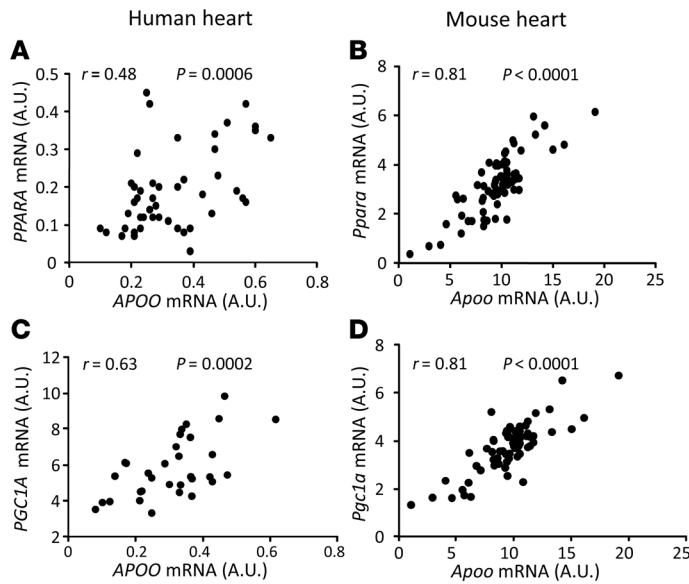 Human heart
Mouse heart
A
r = 0.48 P = 0.0006
PPARA mRNA (A.U.)
0.5
0.4
0.3
0.2
0.1
0
0 0.2 0.4 0.6 0.8
APOO mRNA (A.U.)
B
r = 0.81 P < 0.0001
Ppara mRNA (A.U.)
8
6
4
2
0
0 5 10 15 20 25
Apoo mRNA (A.U.)
C
r = 0.63 P = 0.0002
PGC1A mRNA (A.U.)
12
10
8
6
4
2
0 0.2 0.4 0.6 0.8
APOO mRNA (A.U.)
D
r = 0.81 P < 0.0001
Pgc1a mRNA (A.U.)
8
6
4
2
0
0 5 10 15 20 25
Apoo mRNA (A.U.)